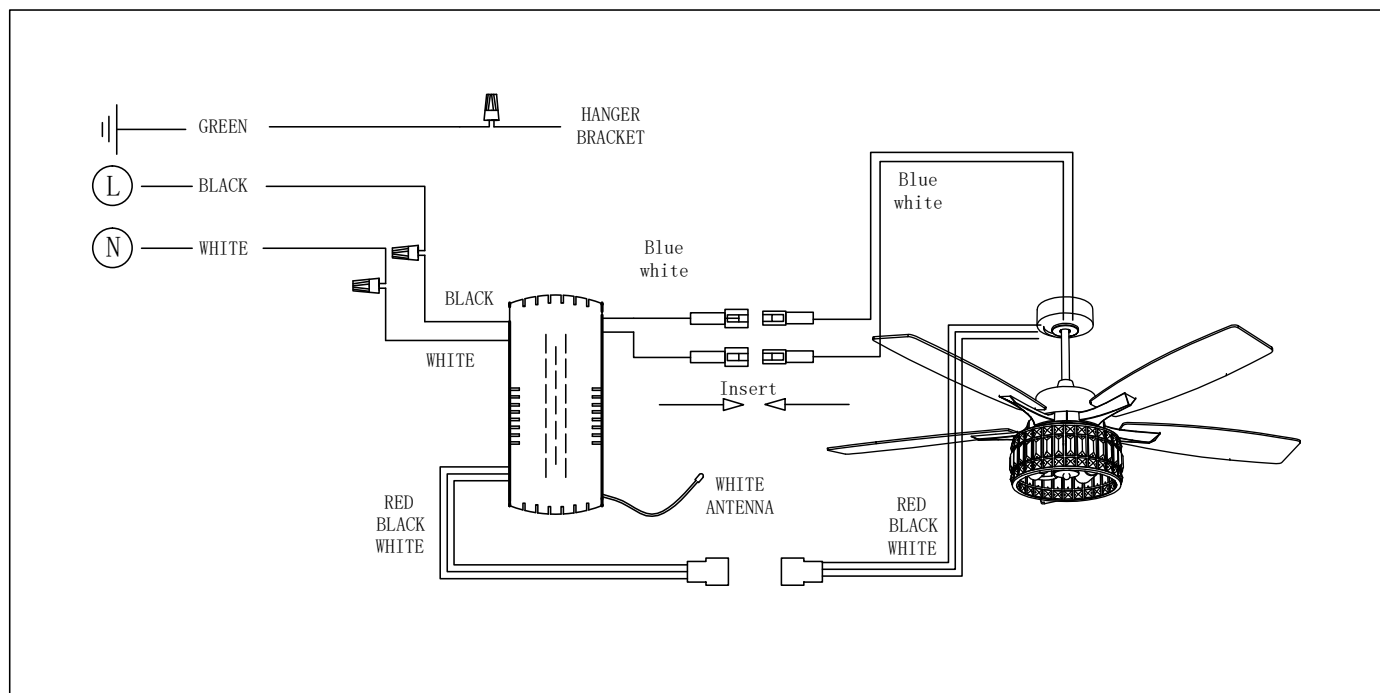 GREEN
HANGER
BRACKET
L
BLACK
N
WHITE
Blue
white
Blue
white
BLACK
WHITE
Insert
WHITE
ANTENNA
RED
BLACK
WHITE
RED
BLACK
WHITE